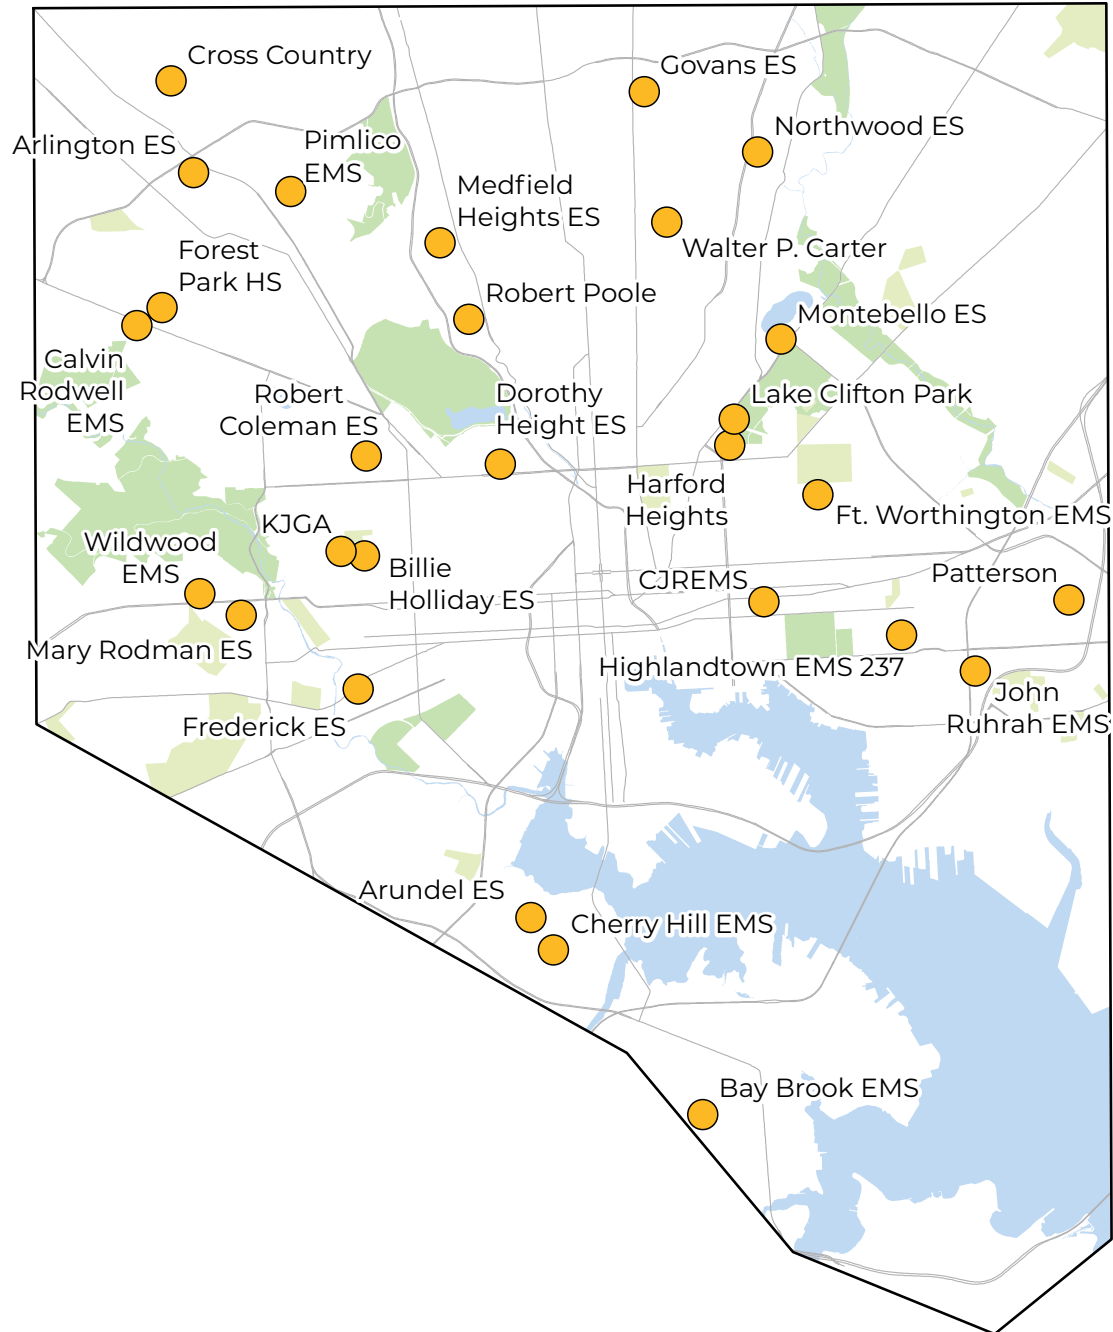 Cross Country
Govans ES
Northwood ES
Arlington ES
Pimlico
EMS
Medfield
Heights ES
Walter P. Carter
Forest
Park HS
Robert Poole
Montebello ES
Calvin
Rodwell
EMS
Robert
Coleman ES
Dorothy
Height ES
Lake Clifton Park
Harford
Heights
Ft. Worthington EMS
KJGA
Wildwood
EMS
Billie
Holliday ES
CJREMS
Patterson
Mary Rodman ES
Highlandtown EMS 237
John
Ruhrah EMS
Frederick ES
Arundel ES
Cherry Hill EMS
Bay Brook EMS